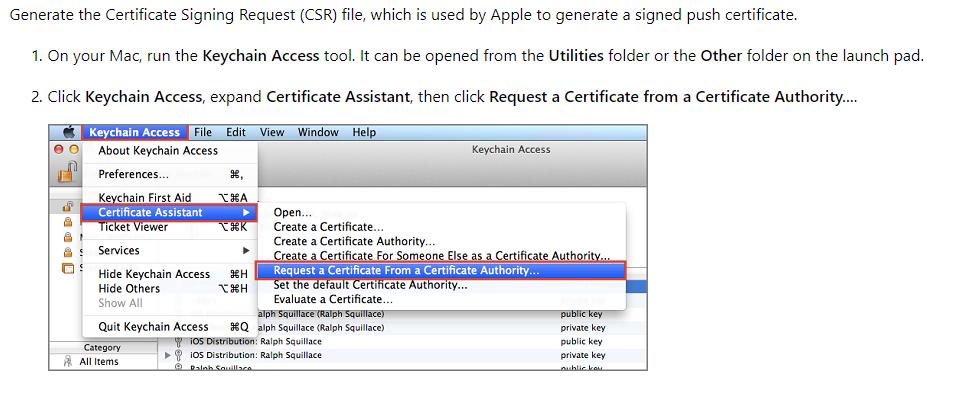 Generate the Certificate Signing Request (CSR) file, which is used by Apple to generate a signed push certificate.
1. On your Mac, run the Keychain Access tool. It can be opened from the Utilities folder or the Other folder on the launch pad.
2. Click Keychain Access, expand Certificate Assistant, then click Request a Certificate from a Certificate Authority....
Keychain Access File Edit View Window Help
About Keychain Access
Keychain Access
Preferences... ⌘,
Keychain First Aid ⌥⌘A
Certificate Assistant ▶
Ticket Viewer ⌥⌘K
Services ▶
Hide Keychain Access ⌘H
Hide Others ⌥⌘H
Show All
Quit Keychain Access ⌘Q
Open...
Create a Certificate...
Create a Certificate Authority...
Create a Certificate For Someone Else as a Certificate Authority...
Request a Certificate From a Certificate Authority...
Set the default Certificate Authority...
Evaluate a Certificate...
alph Squillace (Ralph Squillace) public key
alph Squillace (Ralph Squillace) private key
iOS Distribution: Ralph Squillace public key
iOS Distribution: Ralph Squillace private key
Ralph Squillace public key
Category
All Items